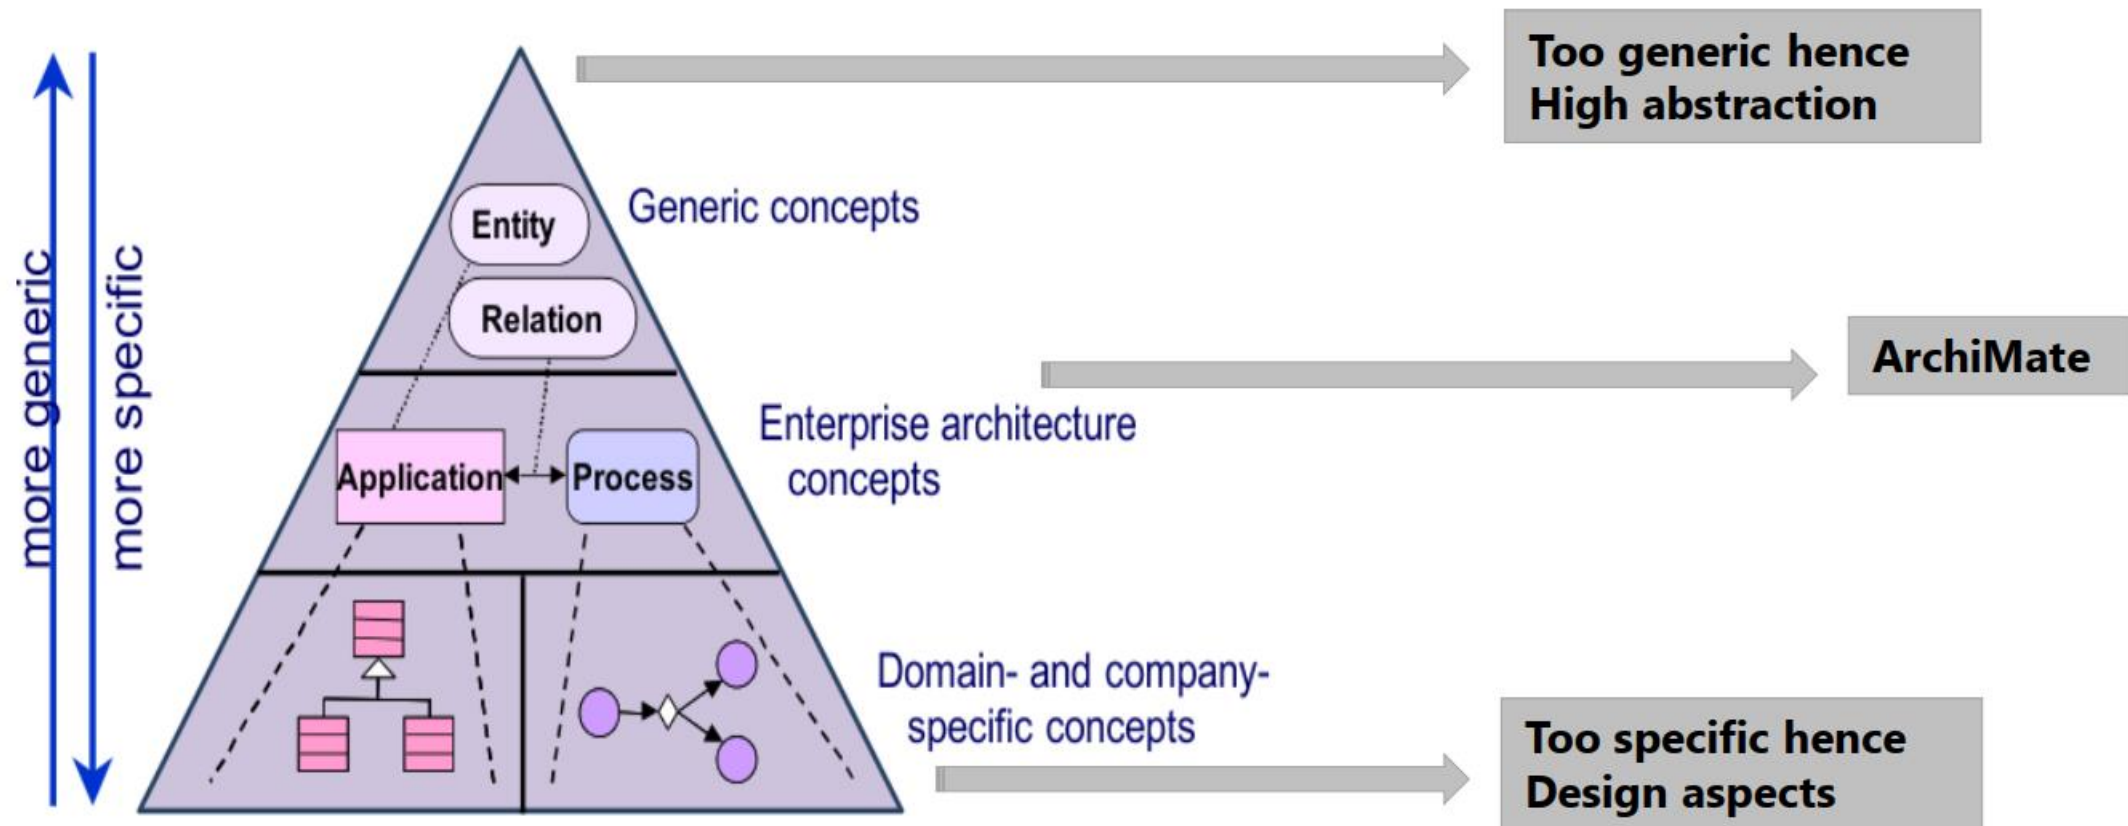 Too generic hence
High abstraction
Generic concepts
Entity
Relation
more generic
more specific
ArchiMate
Enterprise architecture
concepts
Application
Process
Domain- and company-
specific concepts
Too specific hence
Design aspects